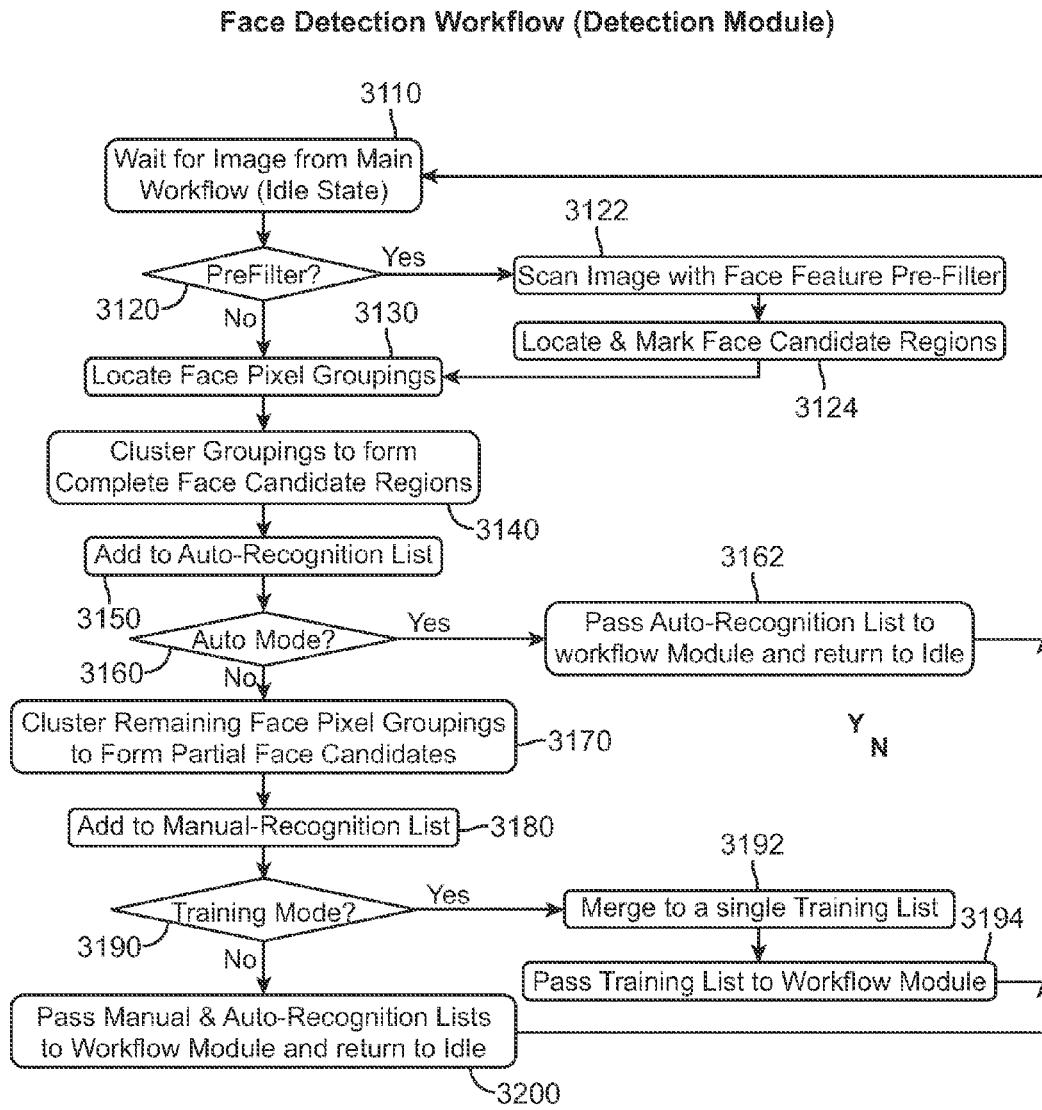 Face Detection Workflow (Detection Module)
3110
Wait for Image from Main
Workflow (Idle State)
3122
PreFilter?
Yes
Scan Image with Face Feature Pre-Filter
3120
No
3130
Locate & Mark Face Candidate Regions
Locate Face Pixel Groupings
3124
Cluster Groupings to form
Complete Face Candidate Regions
3140
Add to Auto-Recognition List
3162
3150
Auto Mode?
Yes
Pass Auto-Recognition List to
workflow Module and return to Idle
3160
No
Cluster Remaining Face Pixel Groupings
to Form Partial Face Candidates
3170
Y
N
Add to Manual-Recognition List
3180
3192
Training Mode?
Yes
Merge to a single Training List
3194
3190
No
Pass Training List to Workflow Module
Pass Manual & Auto-Recognition Lists
to Workflow Module and return to Idle
3200